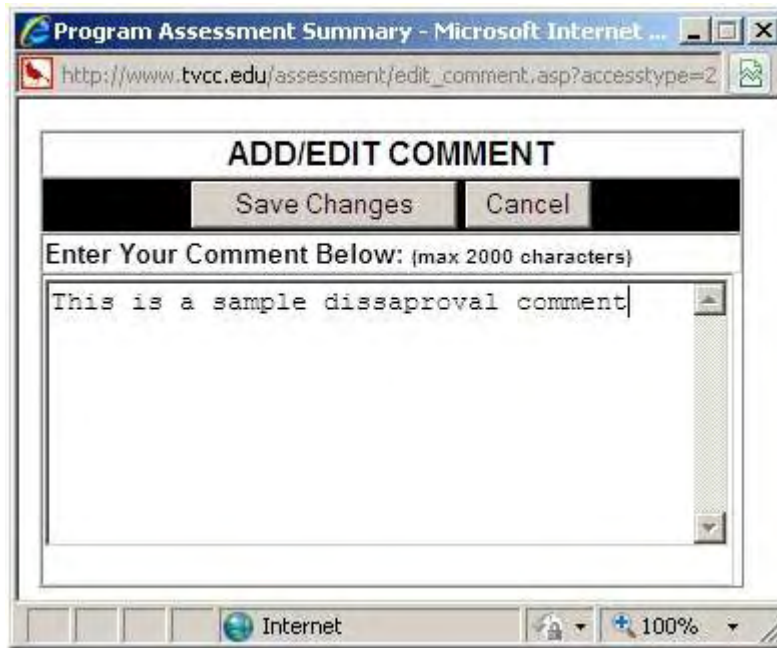 Program Assessment Summary - Microsoft Internet ...
http://www.tvcc.edu/assessment/edit_comment.asp?accesstype=2
ADD/EDIT COMMENT
Save Changes Cancel
Enter Your Comment Below: (max 2000 characters)
This is a sample dissaproval comment
Internet 100%